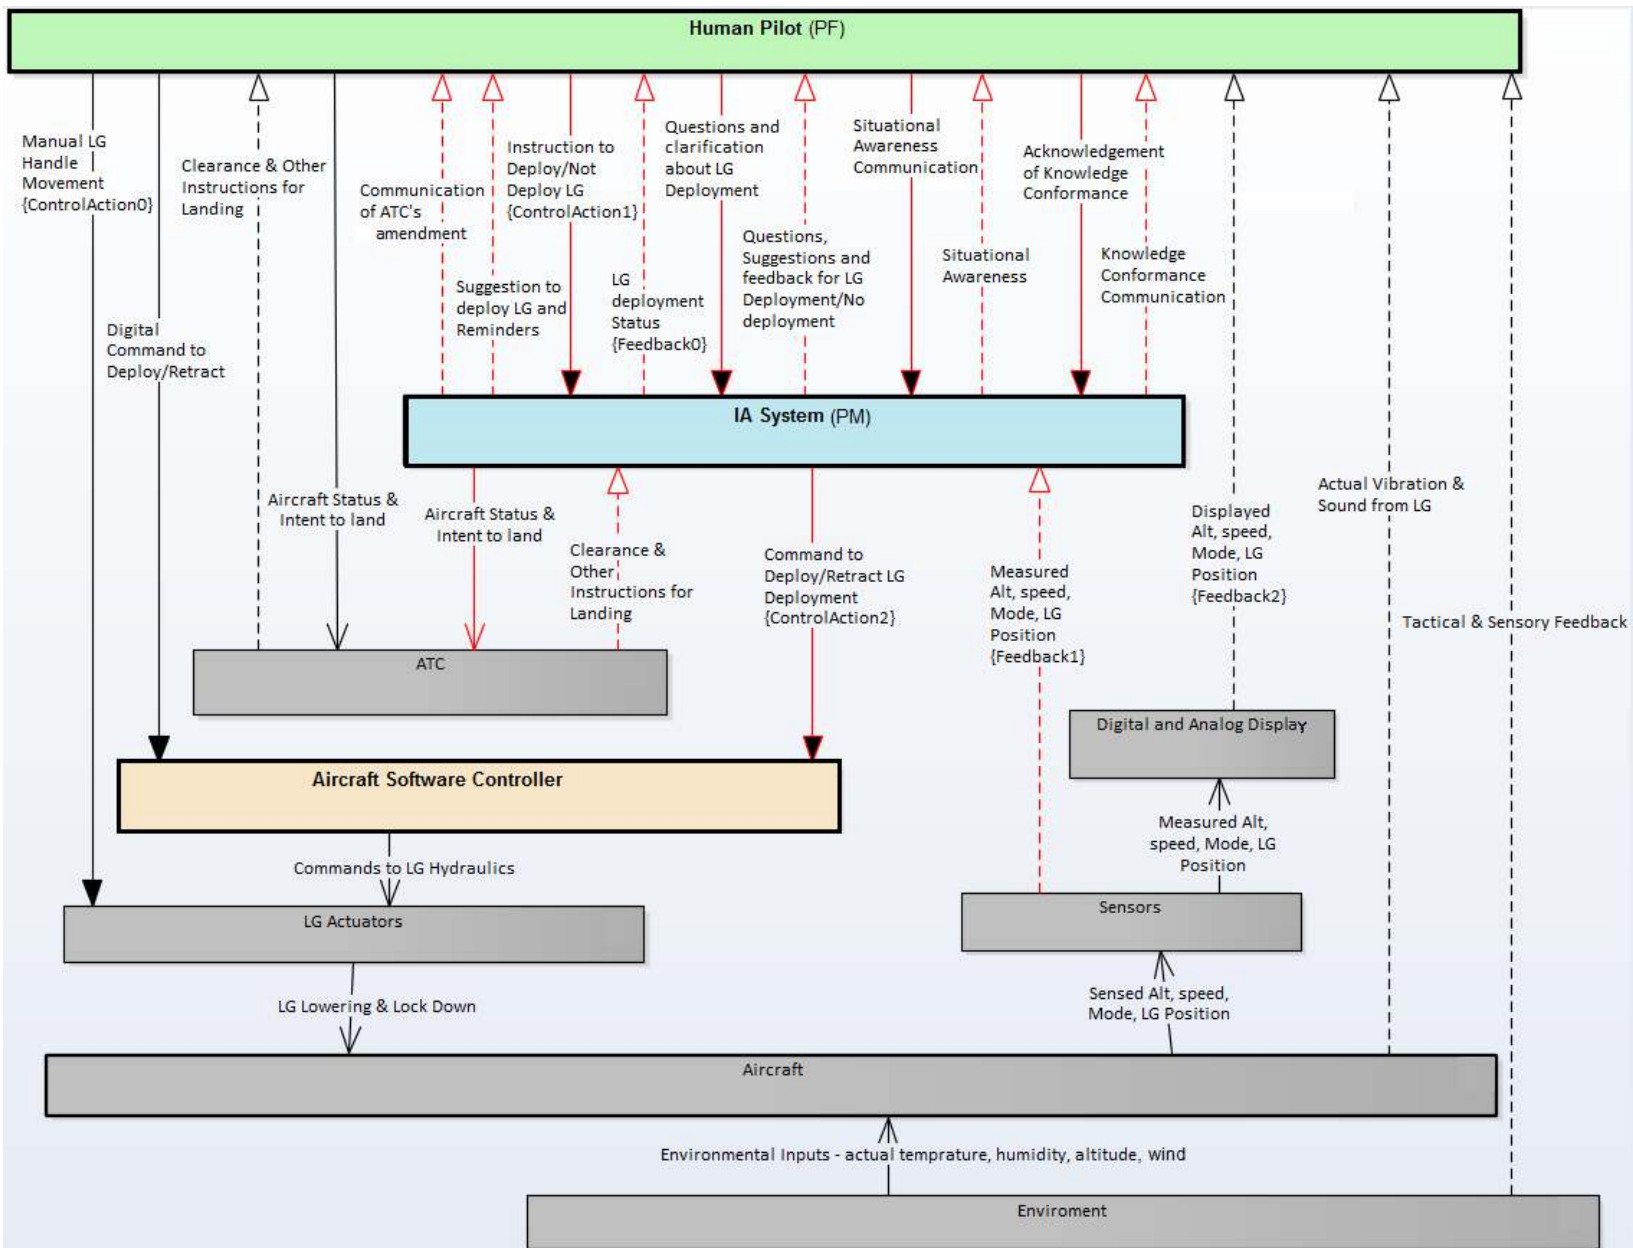 Human Pilot (PF)
Manual LG
Handle
Movement
{ControlAction0}
Digital
Command to
Deploy/Retract
Clearance & Other
Instructions for
Landing
Aircraft Status &
Intent to land
Communication
of ATC's
amendment
Suggestion to
deploy LG and
Reminders
Instruction to
Deploy/Not
Deploy LG
{ControlAction1}
LG
deployment
Status
{Feedback0}
Questions and
clarification
about LG
Deployment
Questions,
Suggestions and
feedback for LG
Deployment/No
deployment
Situational
Awareness
Communication
Situational
Awareness
Acknowledgement
of Knowledge
Conformance
Knowledge
Conformance
Communication
IA System (PM)
Aircraft Status &
Intent to land
Clearance &
Other
Instructions for
Landing
Command to
Deploy/Retract LG
Deployment
{ControlAction2}
Measured
Alt, speed,
Mode, LG
Position
{Feedback1}
Displayed
Alt, speed,
Mode, LG
Position
{Feedback2}
Actual Vibration &
Sound from LG
Tactical & Sensory Feedback
ATC
Digital and Analog Display
Aircraft Software Controller
Measured Alt,
speed, Mode, LG
Position
Commands to LG Hydraulics
Sensors
LG Actuators
LG Lowering & Lock Down
Sensed Alt, speed,
Mode, LG Position
Aircraft
Environmental Inputs - actual temprature, humidity, altitude, wind
Enviroment